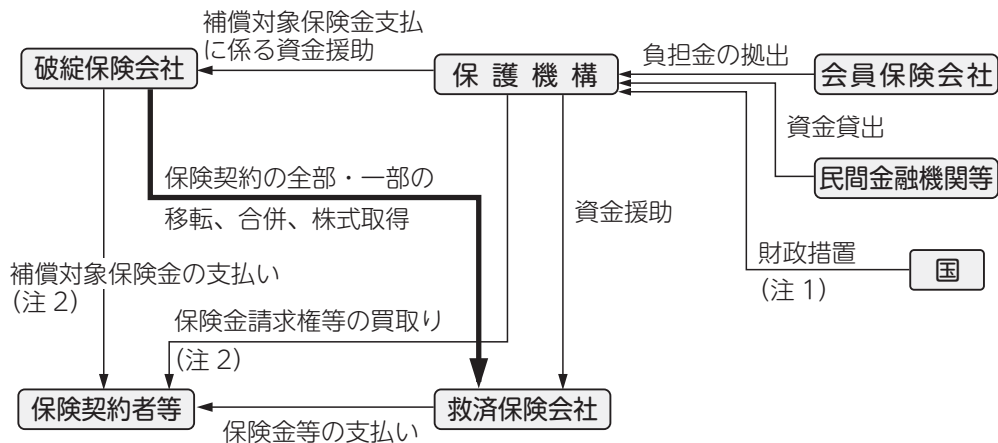 補償対象保険金支払
に係る資金援助
破綻保険会社
保護機構
負担金の拠出
会員保険会社
資金貸出
民間金融機関等
保険契約の全部・一部の
移転、合併、株式取得
資金援助
財政措置
(注 1)
国
補償対象保険金の支払い
(注 2)
保険金請求権等の買取り
(注 2)
保険契約者等
救済保険会社
保険金等の支払い